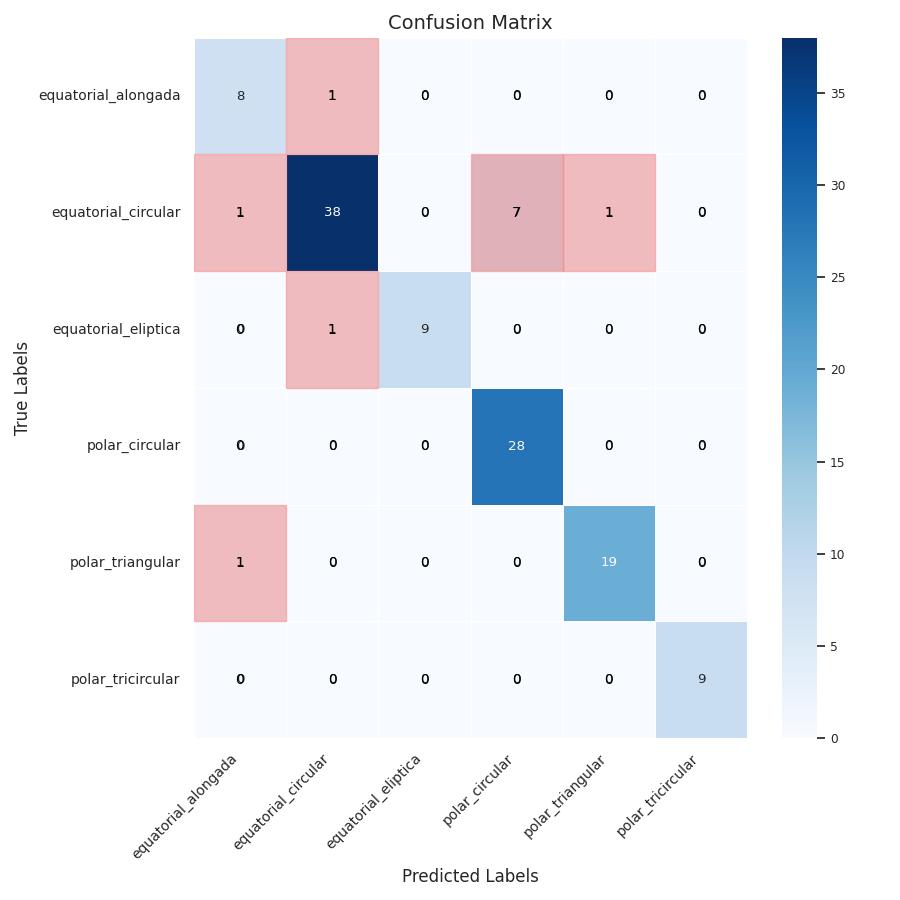 Confusion Matrix
equatorial_alongada 8 1 0 0 0 0
equatorial_circular 1 38 0 7 1 0
equatorial_eliptica 0 1 9 0 0 0
polar_circular 0 0 0 28 0 0
polar_triangular 1 0 0 0 19 0
polar_tricircular 0 0 0 0 0 9
True Labels
equatorial_alongada
equatorial_circular
equatorial_eliptica
polar_circular
polar_triangular
polar_tricircular
Predicted Labels
35
30
25
20
15
10
5
0